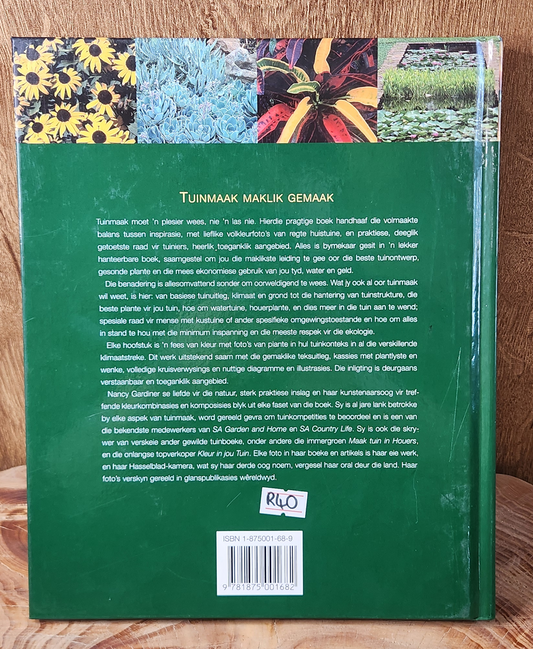 TUINMAAK MAKLIK GEMAAK
Tuinmaak moet 'n plesier wees, nie 'n las nie. Hierdie pragtige boek handhaaf die volmaakte
balans tussen inspirasie, met lieflike volkleurfoto's van regte huistuine, en praktiese, deeglik
getoetste raad vir tuiniers, heerlik toeganklik aangebied. Alles is bymekaar gesit in 'n lekker
hanteerbare boek, saamgestel om jou die maklikste leiding te gee oor die beste tuinontwerp,
gesonde plante en die mees ekonomiese gebruik van jou tyd, water en geld.
Die benadering is allesomvattend sonder om oorweldigend te wees. Wat jy ook al oor tuinmaak
wil weet, is hier: van basiese tuinuitleg, klimaat en grond tot die hantering van tuinstrukture, die
beste plante vir jou tuin, hoe om watertuine, houerplante, en dies meer in die tuin aan te wend;
spesiale raad vir mense met kustuine of ander spesifieke omgewingstoestande en hoe om alles
in stand te hou met die minimum inspanning en die meeste respek vir die ekologie.
Elke hoofstuk is 'n fees van kleur met foto's van plante in hul tuinkonteks in al die verskillende
klimaatstreke. Dit werk uitstekend saam met die gemaklike teksuitleg, kassies met plantlyste en
wenke, volledige kruisverwysings en nuttige diagramme en illustrasies. Die inligting is deurgaans
verstaanbaar en toeganklik aangebied.
Nancy Gardiner se liefde vir die natuur, sterk praktiese inslag en haar kunstenaarsoog vir tref-
fende kleurkombinasies en komposisies blyk uit elke faset van die boek. Sy is al jare lank betrokke
by elke aspek van tuinmaak, word gereeld gevra om tuinkompetities te beoordeel en is een van
die bekendste medewerkers van SA Garden and Home en SA Country Life. Sy is ook die skry-
wer van verskeie ander gewilde tuinboeke, onder andere die immergroen Maak tuin in Houers,
en die onlangse topverkoper Kleur in jou Tuin. Elke foto in haar boeke en artikels is haar eie werk,
en haar Hasselblad-kamera, wat sy haar derde oog noem, vergesel haar oral deur die land. Haar
foto's verskyn gereeld in glanspublikasies wêreldwyd.
R40
ISBN 1-875001-68-9
9 781875 001682